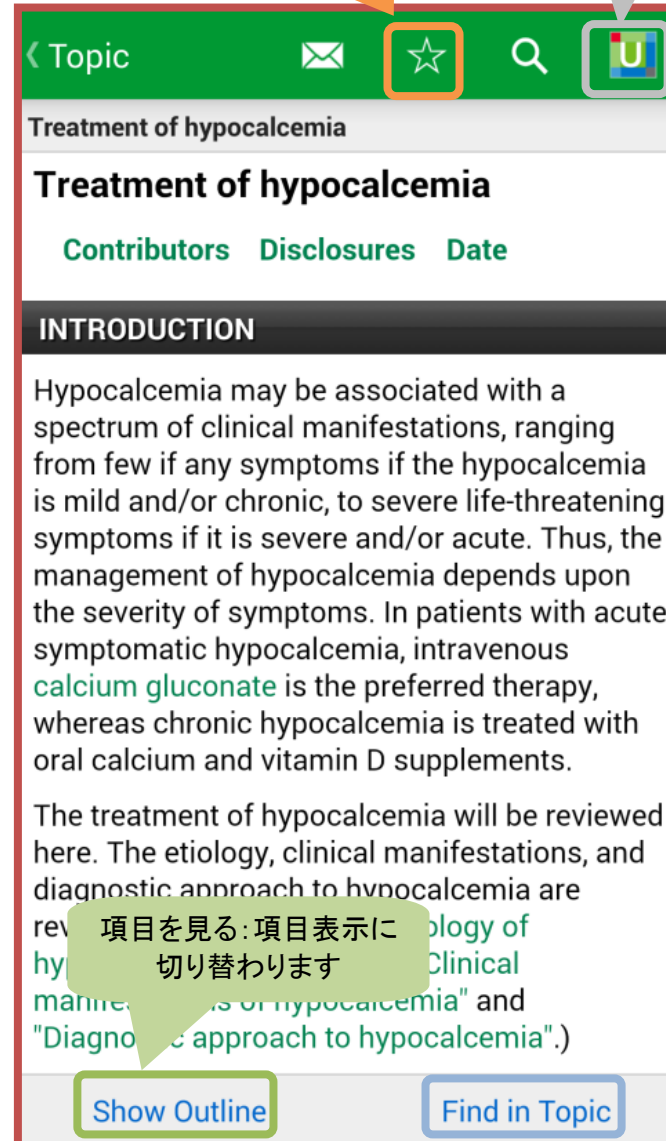 Topic
U
Treatment of hypocalcemia
Treatment of hypocalcemia
Contributors Disclosures Date
INTRODUCTION
Hypocalcemia may be associated with a
spectrum of clinical manifestations, ranging
from few if any symptoms if the hypocalcemia
is mild and/or chronic, to severe life-threatening
symptoms if it is severe and/or acute. Thus, the
management of hypocalcemia depends upon
the severity of symptoms. In patients with acute
symptomatic hypocalcemia, intravenous
calcium gluconate is the preferred therapy,
whereas chronic hypocalcemia is treated with
oral calcium and vitamin D supplements.
The treatment of hypocalcemia will be reviewed
here. The etiology, clinical manifestations, and
diagnostic approach to hypocalcemia are
of
Clinical
of hypocalcemia" and
approach to hypocalcemia".)
項目を見る：項目表示に
切り替わります
Show Outline
Find in Topic